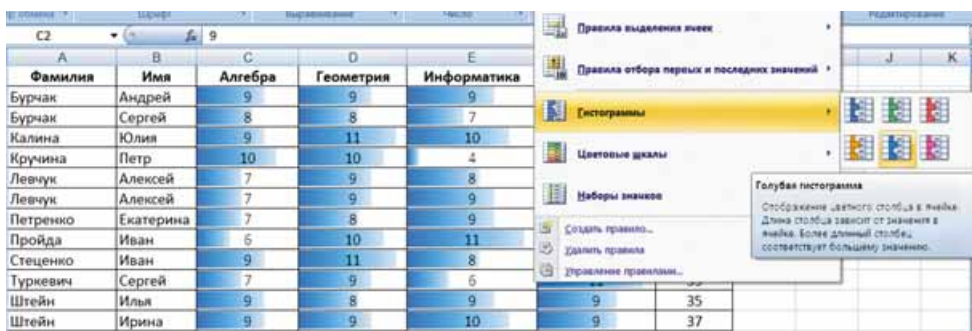 C2 fx 9
A B C D E J K
Фамилия Имя Алгебра Геометрия Информатика
Бурчак Андрей 9 9 9
Бурчак Сергей 8 8 7
Калина Юлия 9 11 10
Кручина Петр 10 10 4
Левчук Алексей 7 9 8
Левчук Алексей 7 9 9
Петренко Екатерина 7 8 9
Пройда Иван 6 10 11
Стеценко Иван 9 11 8
Туркевич Сергей 7 9 6
Штейн Илья 9 8 9 9 35
Штейн Ирина 9 9 10 9 37
Правила выделения ячеек
Правила отбора первых и последних значений
Гистограммы
Цветовые шкалы
Наборы значков
Создать правило...
Удалить правила
Управление правилами...
Голубая гистограмма
Отображение цветного столбца в ячейке.
Длина столбца зависит от значения в
ячейке. Более длинный столбец
соответствует большему значению.